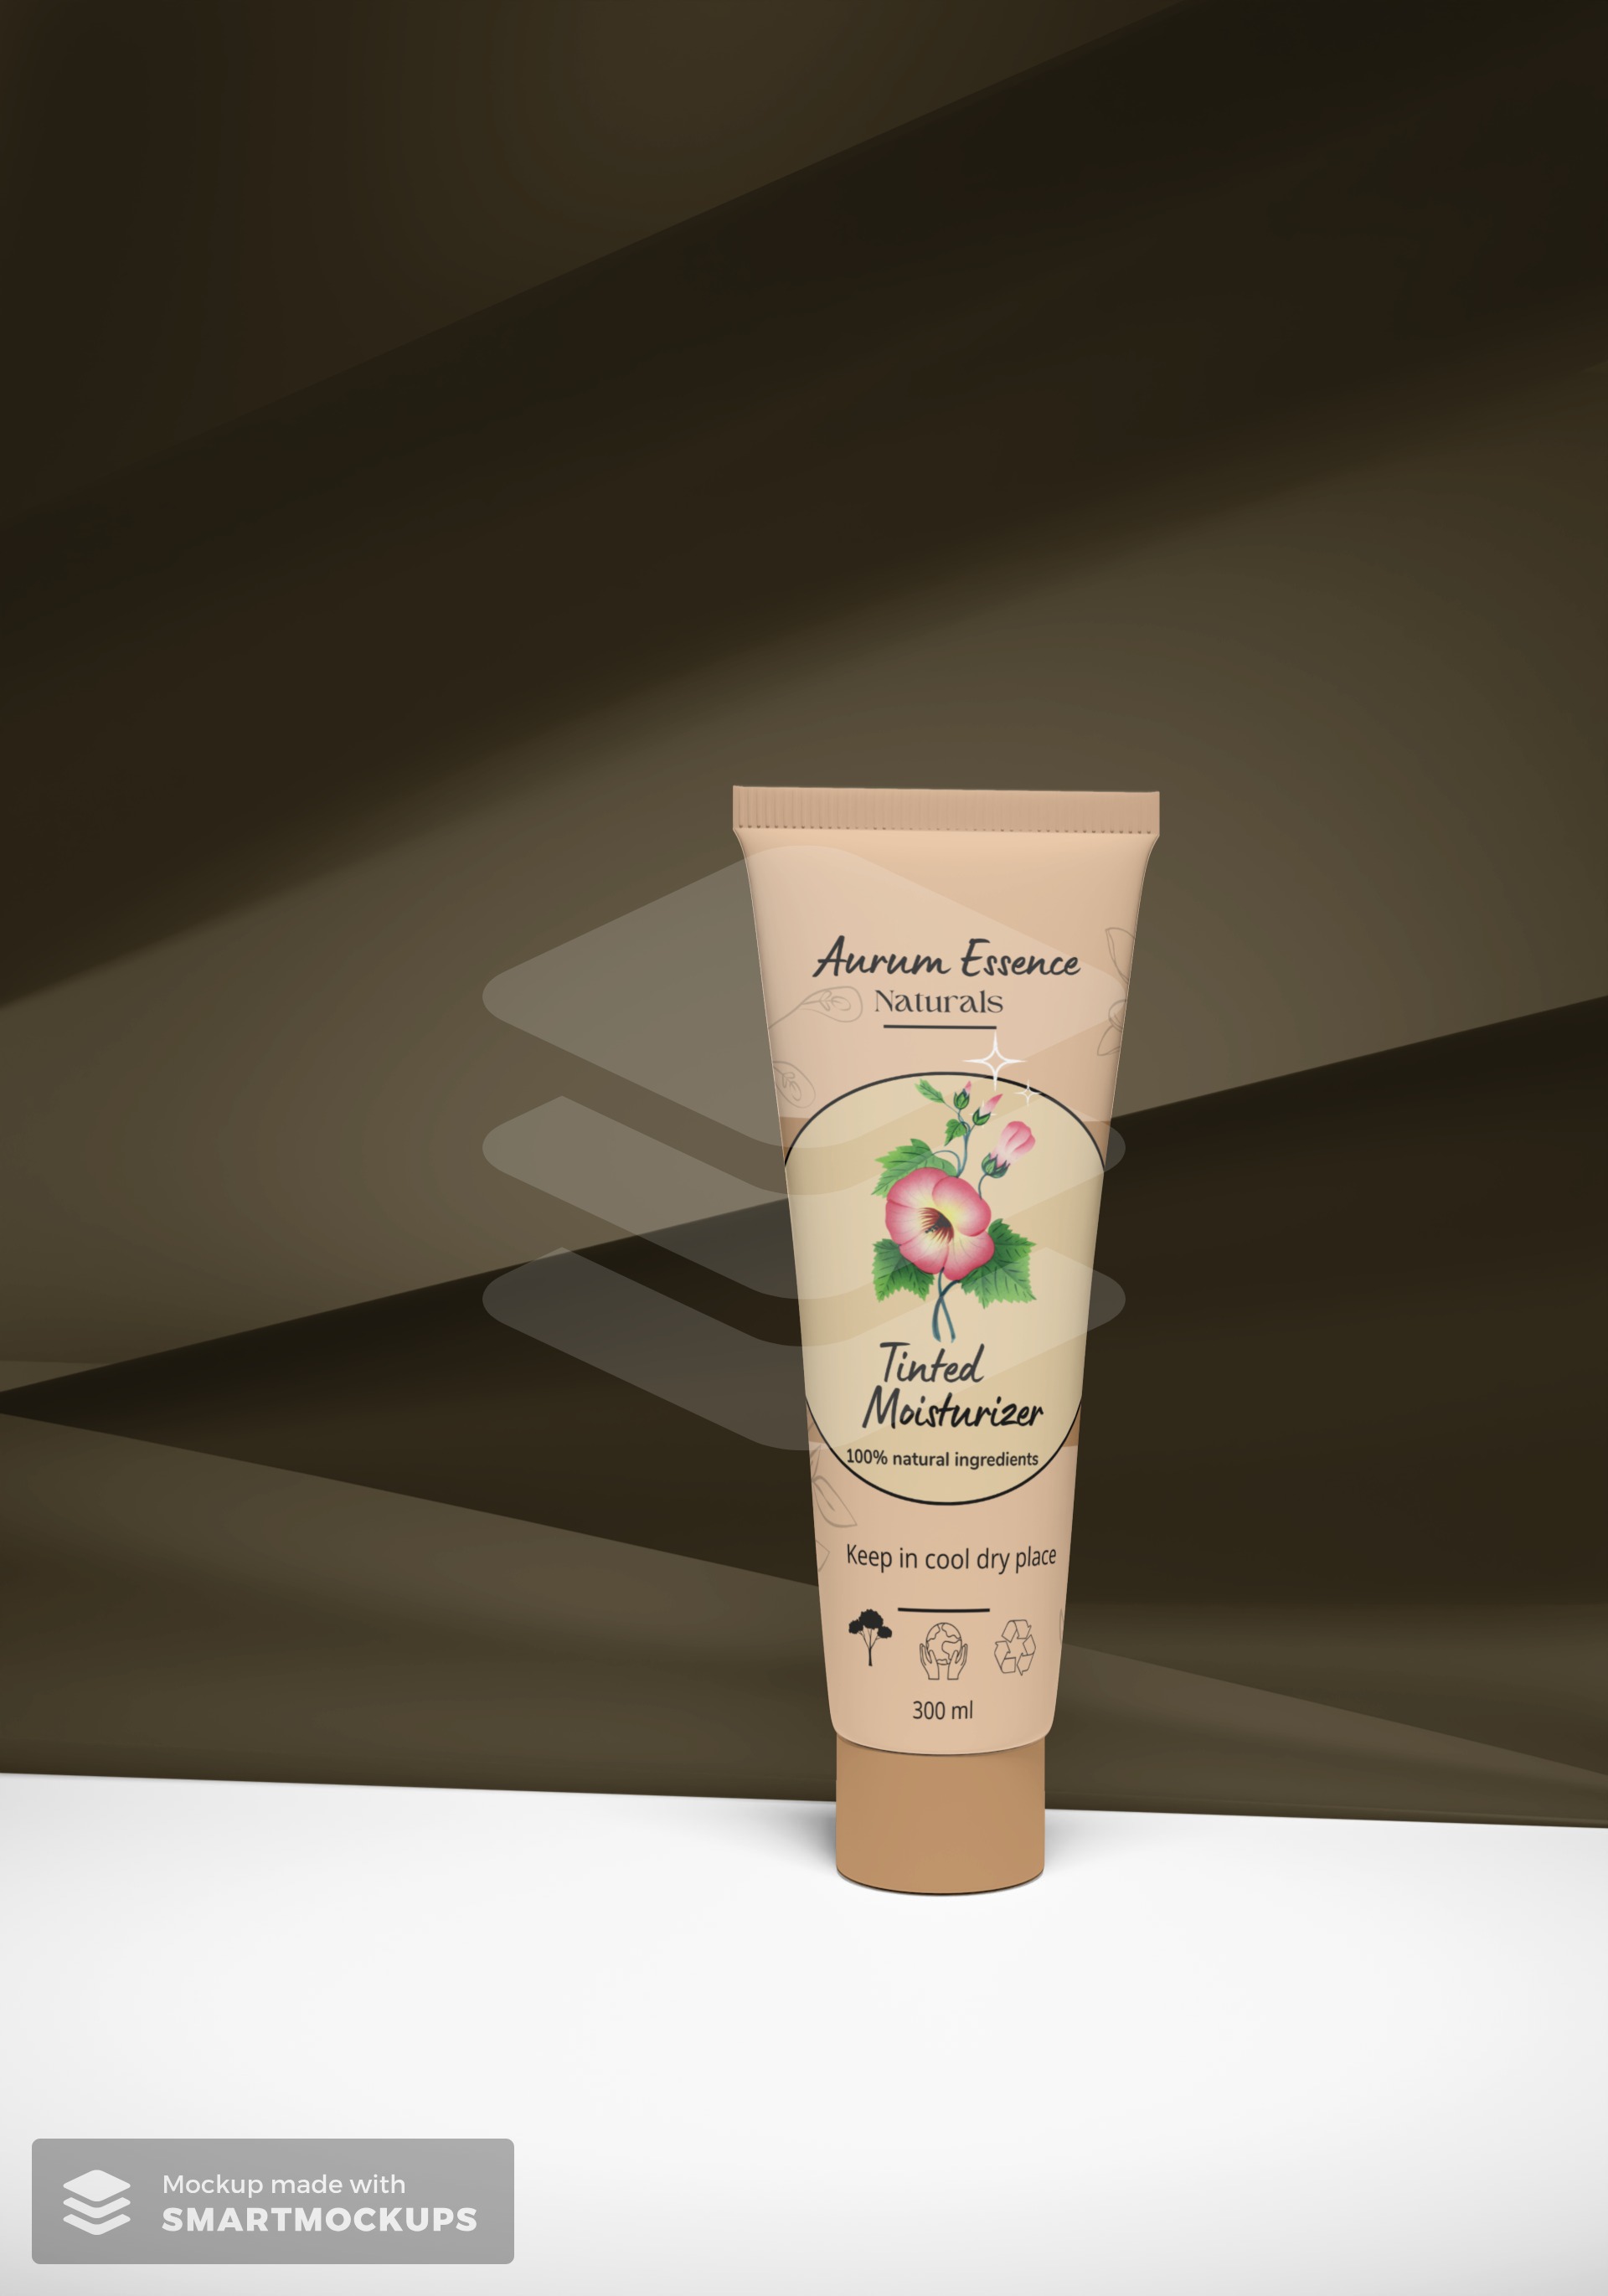 Aurum Essence
Naturals
Tinted
Moisturizer
100% natural ingredients
Keep in cool dry place
300 ml
Mockup made with
SMARTMOCKUPS